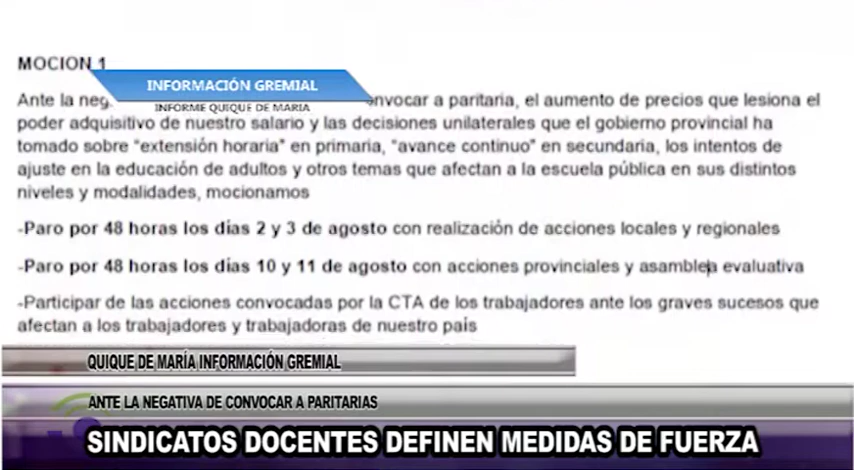 MOCION 1
INFORMACIÓN GREMIAL
INFORME QUIQUE DE MARIA
Ante la neg nvocar a paritaria, el aumento de precios que lesiona el
poder adquisitivo de nuestro salario y las decisiones unilaterales que el gobierno provincial ha
tomado sobre "extensión horaria" en primaria, "avance continuo" en secundaria, los intentos de
ajuste en la educación de adultos y otros temas que afectan a la escuela pública en sus distintos
niveles y modalidades, mocionamos
-Paro por 48 horas los días 2 y 3 de agosto con realización de acciones locales y regionales
-Paro por 48 horas los días 10 y 11 de agosto con acciones provinciales y asamblea evaluativa
-Participar de las acciones convocadas por la CTA de los trabajadores ante los graves sucesos que
afectan a los trabajadores y trabajadoras de nuestro país
QUIQUE DE MARÍA INFORMACIÓN GREMIAL
ANTE LA NEGATIVA DE CONVOCAR A PARITARIAS
SINDICATOS DOCENTES DEFINEN MEDIDAS DE FUERZA